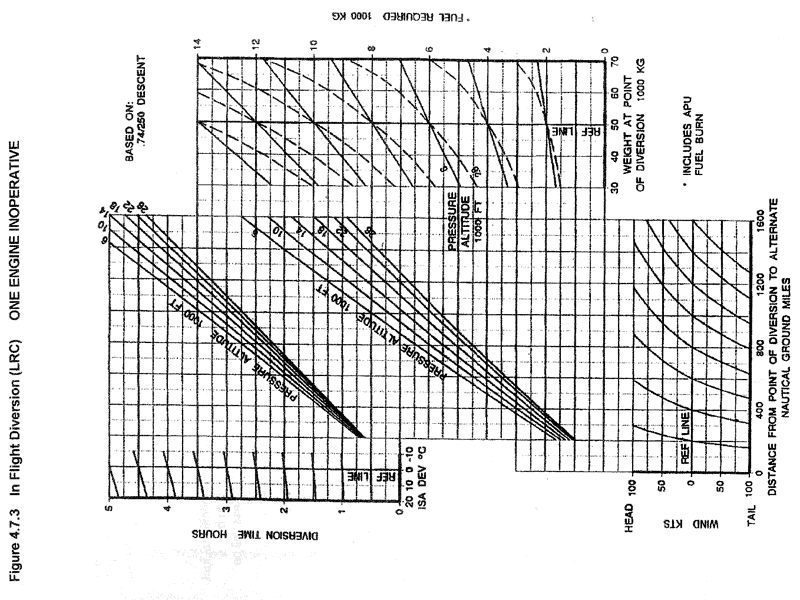 Figure 4.7.3 In Flight Diversion (LRC) ONE ENGINE INOPERATIVE
* FUEL REQUIRED 1000 KG
14 12 10 8 6 4 2 0
BASED ON:
.74/250 DESCENT
30 40 50 60 70
WEIGHT AT POINT
OF DIVERSION 1000 KG
REF LINE
* INCLUDES APU
FUEL BURN
PRESSURE
ALTITUDE
1000 FT
6
26
6 10 14 18 22 26
PRESSURE ALTITUDE 1000 FT
6 10 14 18 22 26
PRESSURE ALTITUDE 1000 FT
5 4 3 2 1 0
DIVERSION TIME HOURS
REF LINE
20 10 0 -10
ISA DEV °C
HEAD 100 50 0 50 100 TAIL
WIND KTS
REF LINE
0 400 800 1200 1600
DISTANCE FROM POINT OF DIVERSION TO ALTERNATE
NAUTICAL GROUND MILES